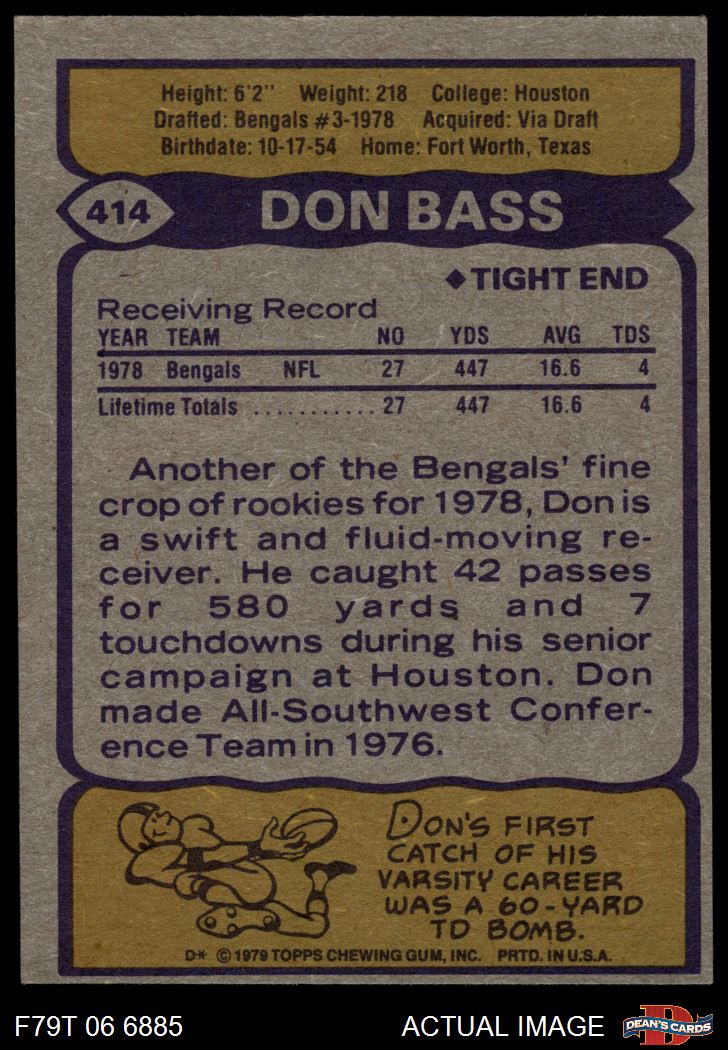 Height: 6'2" Weight: 218 College: Houston
Drafted: Bengals #3-1978 Acquired: Via Draft
Birthdate: 10-17-54 Home: Fort Worth, Texas
414 DON BASS
◆TIGHT END
Receiving Record
YEAR TEAM NO YDS AVG TDS
1978 Bengals NFL 27 447 16.6 4
Lifetime Totals ........... 27 447 16.6 4
Another of the Bengals' fine
crop of rookies for 1978, Don is
a swift and fluid-moving re-
ceiver. He caught 42 passes
for 580 yards and 7
touchdowns during his senior
campaign at Houston. Don
made All-Southwest Confer-
ence Team in 1976.
DON'S FIRST
CATCH OF HIS
VARSITY CAREER
WAS A 60-YARD
TD BOMB.
D* © 1979 TOPPS CHEWING GUM, INC. PRTD. IN U.S.A.
F79T 06 6885 ACTUAL IMAGE D DEAN'S CARDS